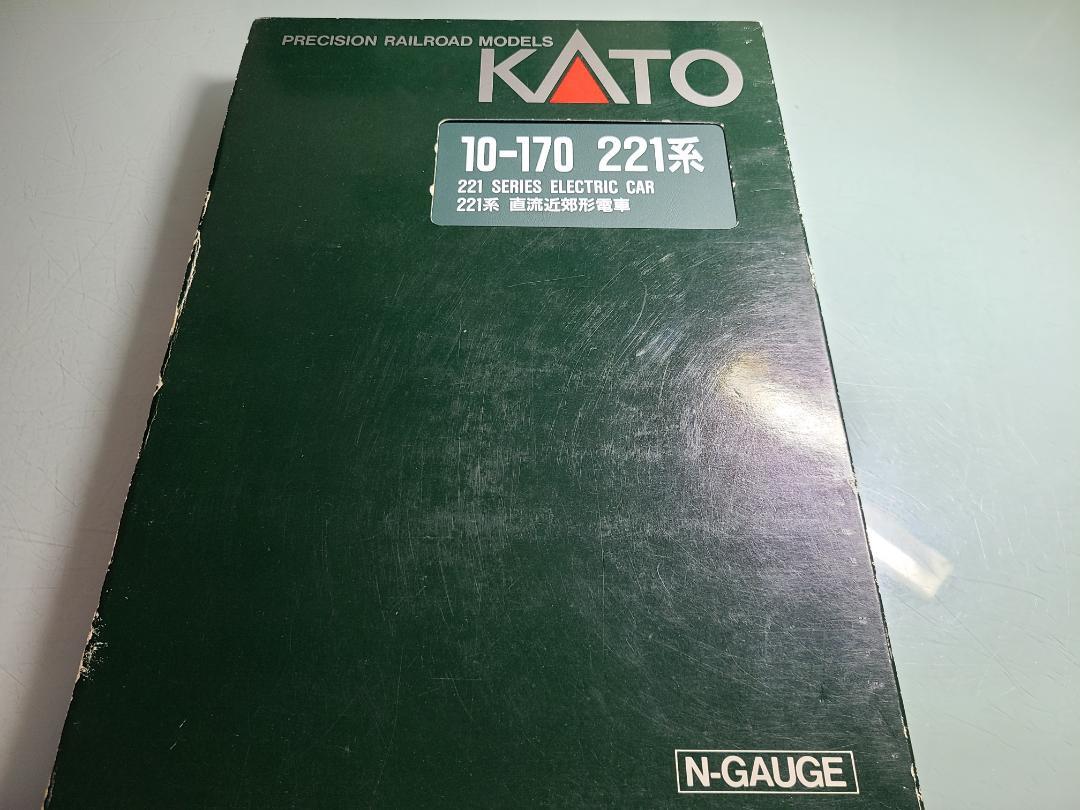 PRECISION RAILROAD MODELS
KATO
10-170 221系
221 SERIES ELECTRIC CAR
221系 直流近郊形電車
N-GAUGE